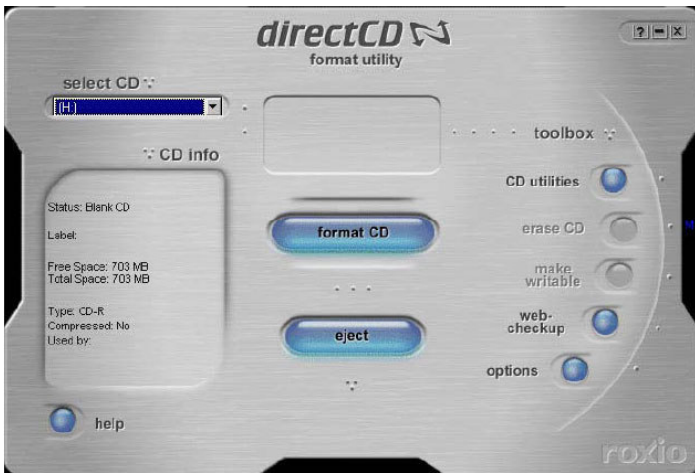 directCD
format utility
? - X
select CD
(H:)
CD info
Status: Blank CD
Label:
Free Space: 703 MB
Total Space: 703 MB
Type: CD-R
Compressed: No
Used by:
format CD
eject
toolbox
CD utilities
erase CD
make
writable
web-
checkup
options
help
roxio